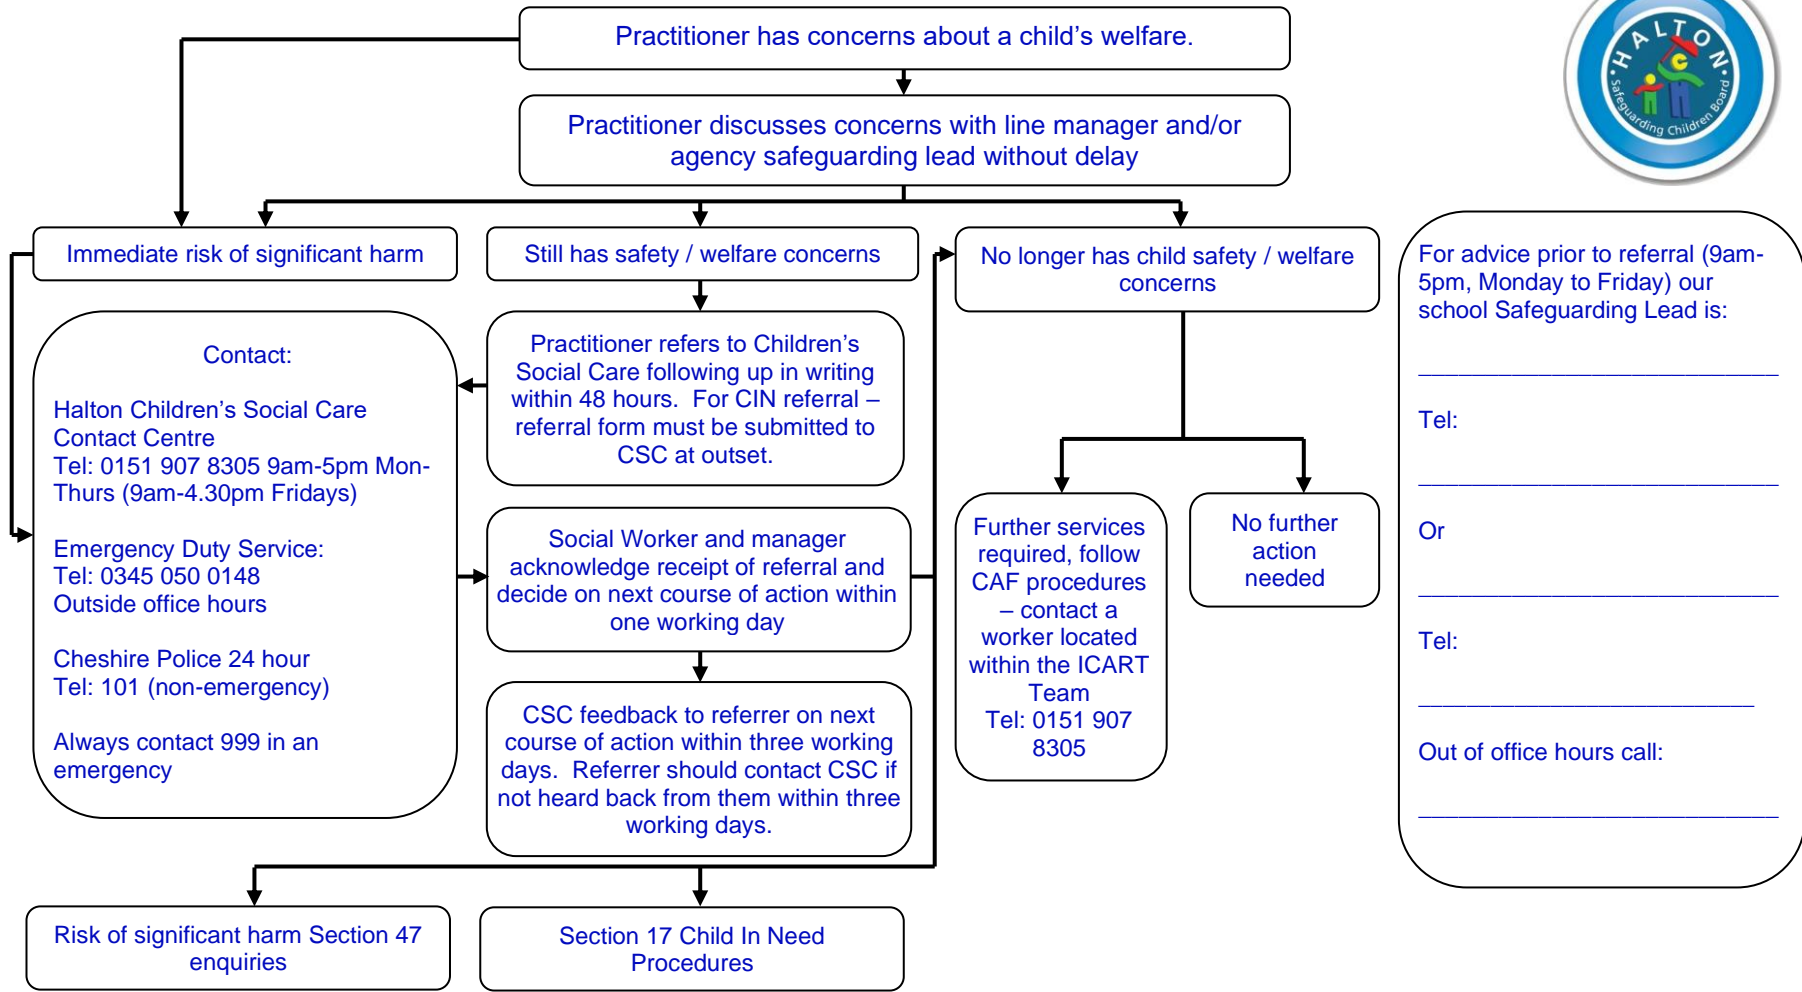 Practitioner has concerns about a child’s welfare.
HALTON
Safeguarding Children Board
Practitioner discusses concerns with line manager and/or
agency safeguarding lead without delay
Immediate risk of significant harm
Still has safety / welfare concerns
No longer has child safety / welfare
concerns
Contact:
Halton Children’s Social Care
Contact Centre
Tel: 0151 907 8305 9am-5pm Mon-
Thurs (9am-4.30pm Fridays)
Emergency Duty Service:
Tel: 0345 050 0148
Outside office hours
Cheshire Police 24 hour
Tel: 101 (non-emergency)
Always contact 999 in an
emergency
Practitioner refers to Children’s
Social Care following up in writing
within 48 hours.  For CIN referral –
referral form must be submitted to
CSC at outset.
Social Worker and manager
acknowledge receipt of referral and
decide on next course of action within
one working day
CSC feedback to referrer on next
course of action within three working
days.  Referrer should contact CSC if
not heard back from them within three
working days.
Further services
required, follow
CAF procedures
– contact a
worker located
within the ICART
Team
Tel: 0151 907
8305
No further
action
needed
For advice prior to referral (9am-
5pm, Monday to Friday) our
school Safeguarding Lead is:
Tel:
Or
Tel:
Out of office hours call:
Risk of significant harm Section 47
enquiries
Section 17 Child In Need
Procedures